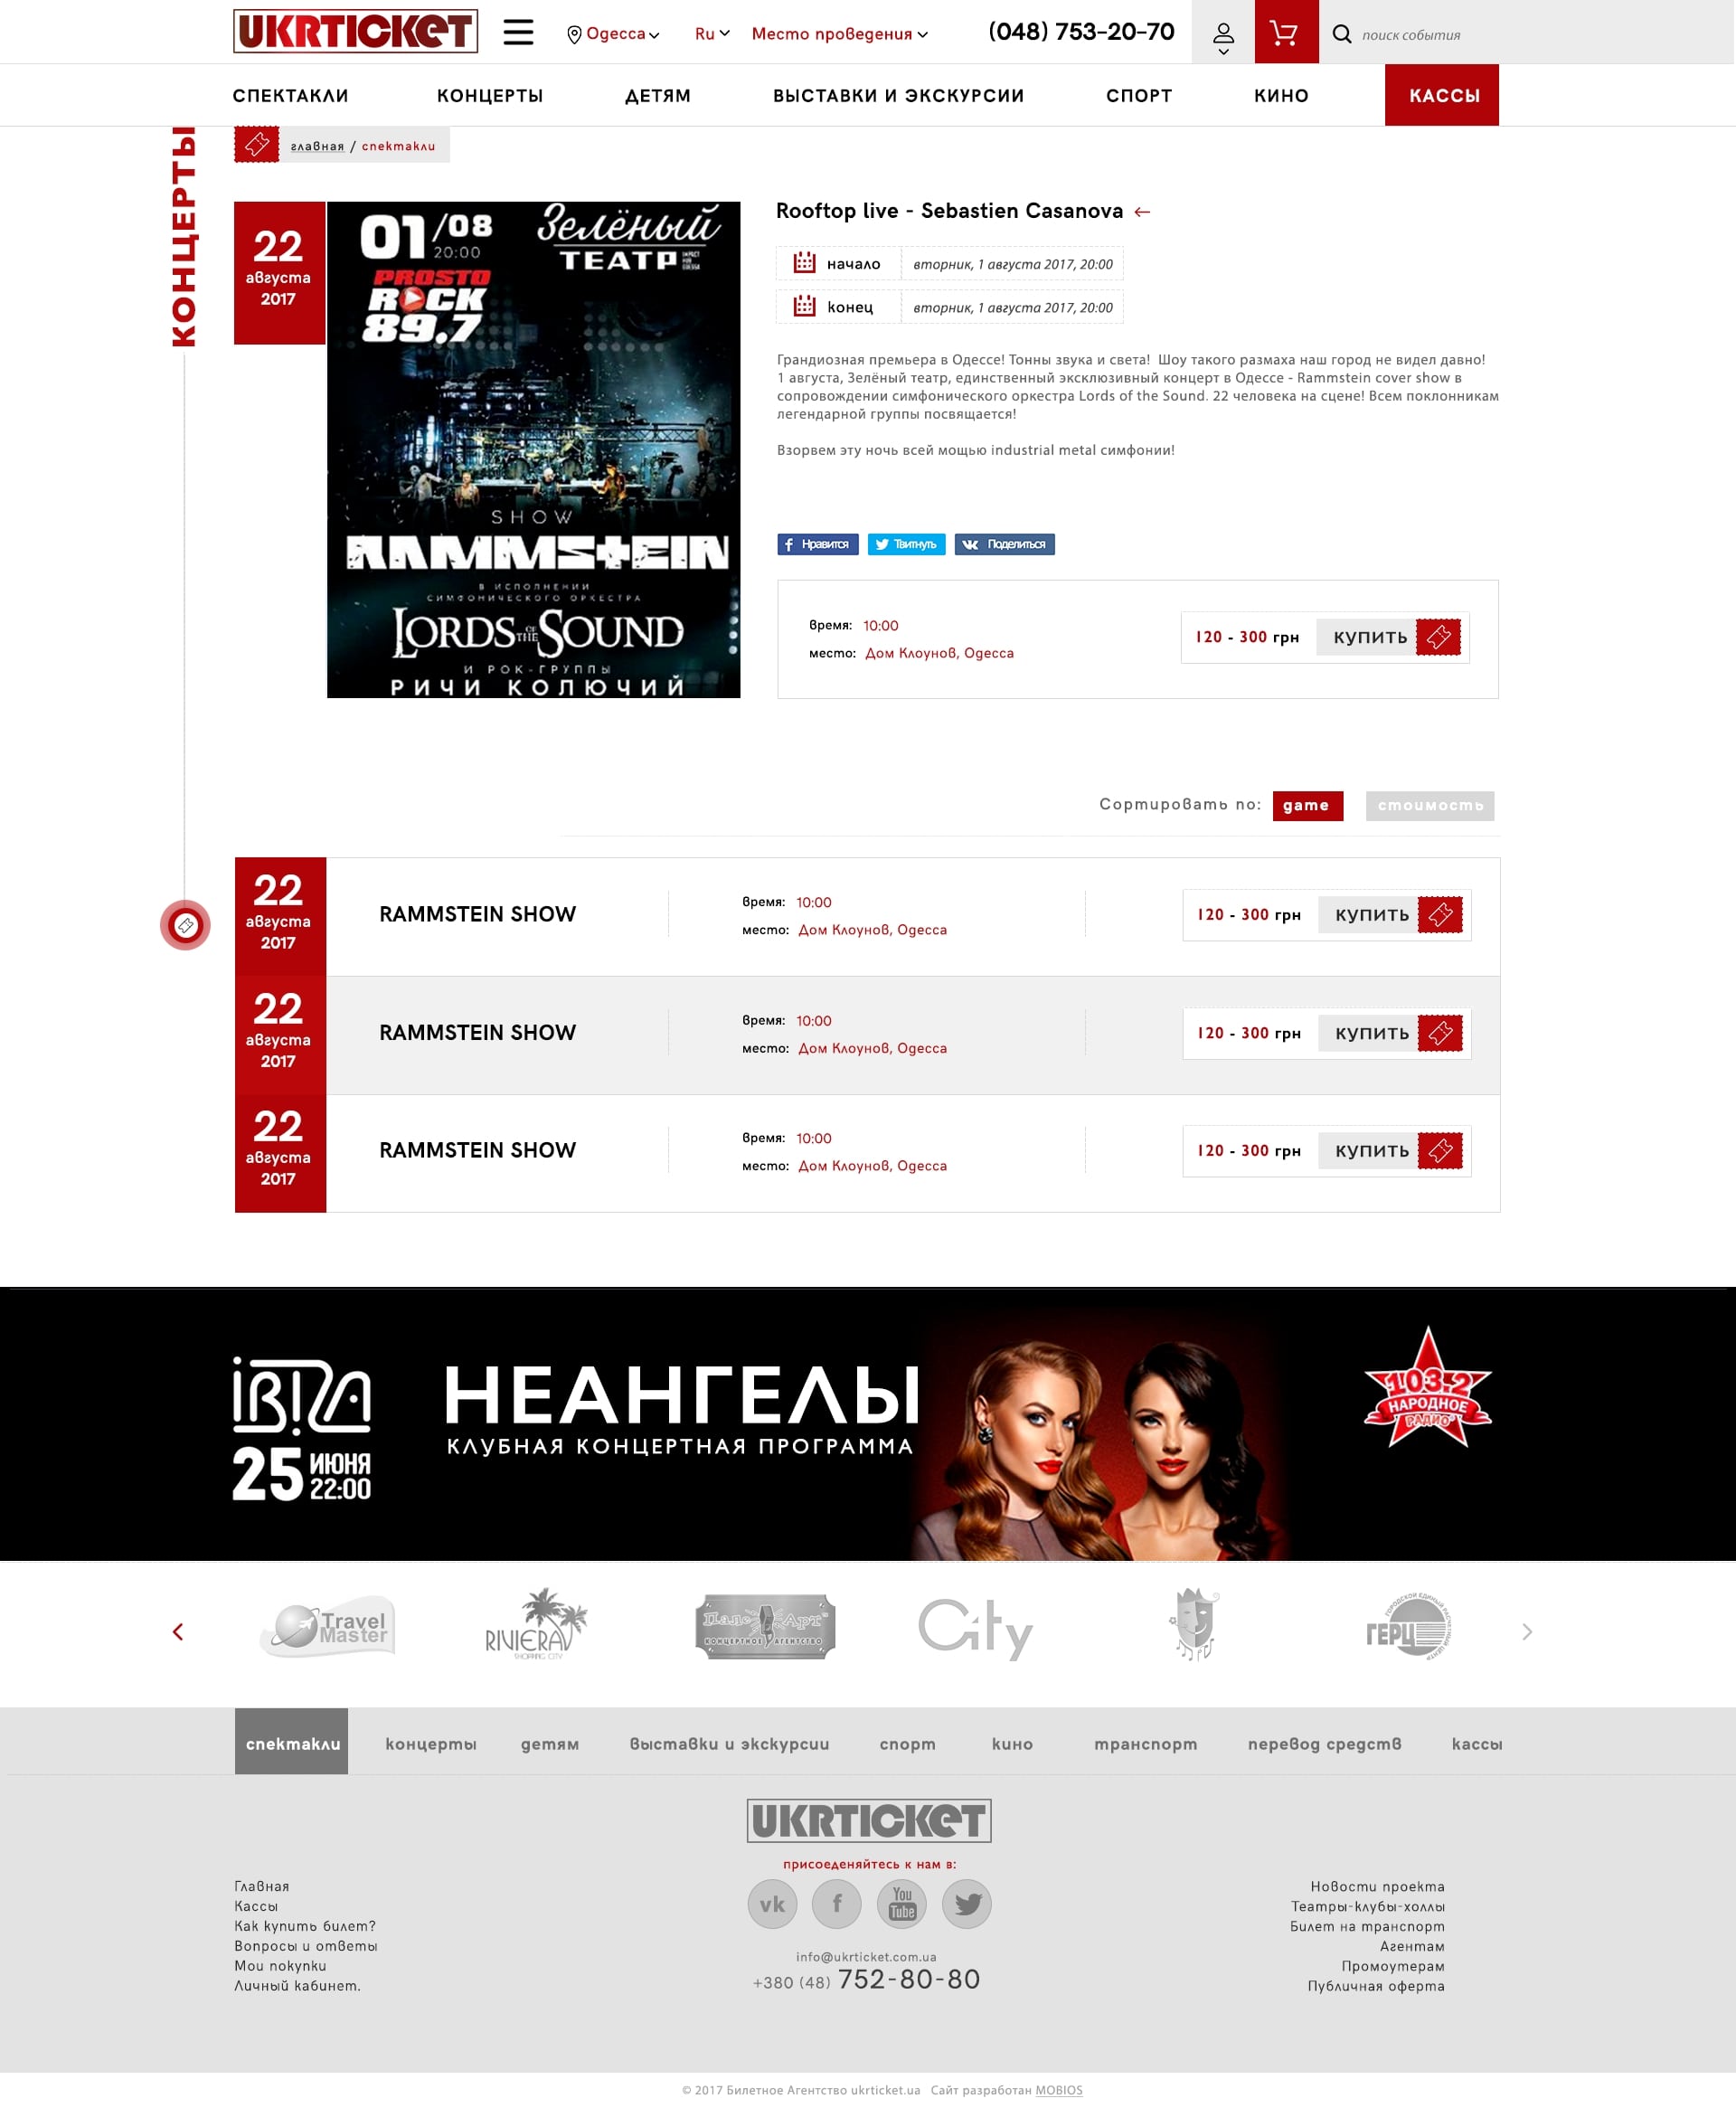 UKRTICKET
Одесса
Ru
Место проведения
(048) 753-20-70
поиск события
СПЕКТАКЛИ
КОНЦЕРТЫ
ДЕТЯМ
ВЫСТАВКИ И ЭКСКУРСИИ
СПОРТ
КИНО
КАССЫ
КОНЦЕРТЫ
главная / спектакли
22
августа
2017
01/08
20:00
Зелёный
ТЕАТР
PROSTO
ROCK
89.7
SHOW
RAMMSTEIN
В ИСПОЛНЕНИИ
СИМФОНИЧЕСКОГО ОРКЕСТРА
LORDS OF THE SOUND
И РОК-ГРУППЫ
РИЧИ КОЛЮЧИЙ
Rooftop live - Sebastien Casanova
начало
вторник, 1 августа 2017, 20:00
конец
вторник, 1 августа 2017, 20:00
Грандиозная премьера в Одессе! Тонны звука и света! Шоу такого размаха наш город не видел давно!
1 августа, Зелёный театр, единственный эксклюзивный концерт в Одессе - Rammstein cover show в
сопровождении симфонического оркестра Lords of the Sound. 22 человека на сцене! Всем поклонникам
легендарной группы посвящается!
Взорвем эту ночь всей мощью industrial metal симфонии!
Нравится
Твитнуть
Поделиться
время: 10:00
место: Дом Клоунов, Одесса
120 - 300 грн
КУПИТЬ
Сортировать по:
дате
стоимость
22
августа
2017
RAMMSTEIN SHOW
время: 10:00
место: Дом Клоунов, Одесса
120 - 300 грн
КУПИТЬ
22
августа
2017
RAMMSTEIN SHOW
время: 10:00
место: Дом Клоунов, Одесса
120 - 300 грн
КУПИТЬ
22
августа
2017
RAMMSTEIN SHOW
время: 10:00
место: Дом Клоунов, Одесса
120 - 300 грн
КУПИТЬ
iBIZA
25 ИЮНЯ
22:00
НЕАНГЕЛЫ
КЛУБНАЯ КОНЦЕРТНАЯ ПРОГРАММА
103.2
НАРОДНОЕ
РАДИО
Travel
Master
RIVIERA
SHOPPING CITY
Пале Арт
КОНЦЕРТНОЕ АГЕНТСТВО
City
ГОРОДСКОЙ ЕДИНЫЙ РАСЧЕТНЫЙ ЦЕНТР
ГЕРЦ
спектакли
концерты
детям
выставки и экскурсии
спорт
кино
транспорт
перевод средств
кассы
UKRTICKET
присоеденяйтесь к нам в:
vk
f
You
Tube
info@ukrticket.com.ua
+380 (48) 752-80-80
Главная
Кассы
Как купить билет?
Вопросы и ответы
Мои покупки
Личный кабинет.
Новости проекта
Театры-клубы-холлы
Билет на транспорт
Агентам
Промоутерам
Публичная оферта
© 2017 Билетное Агентство ukrticket.ua Сайт разработан MOBIOS